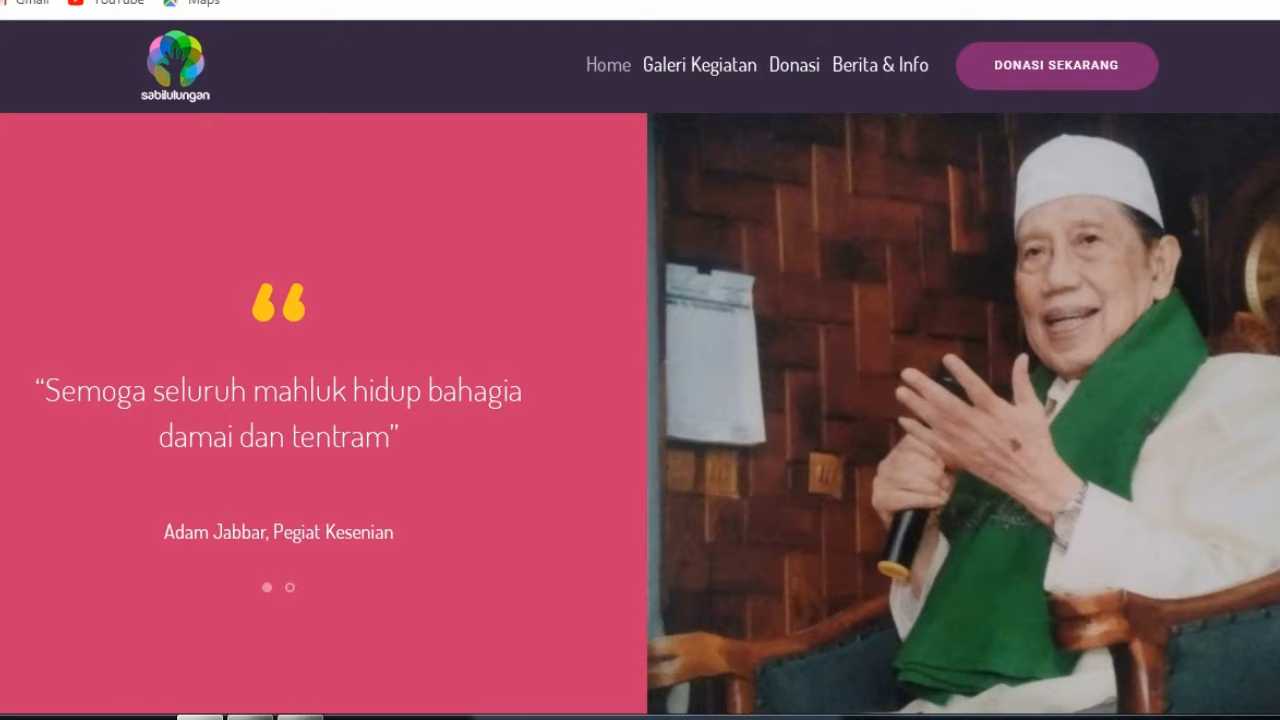 Gmail YouTube Maps
sabilulungan
Home Galeri Kegiatan Donasi Berita & Info DONASI SEKARANG
“Semoga seluruh mahluk hidup bahagia
damai dan tentram”
Adam Jabbar, Pegiat Kesenian